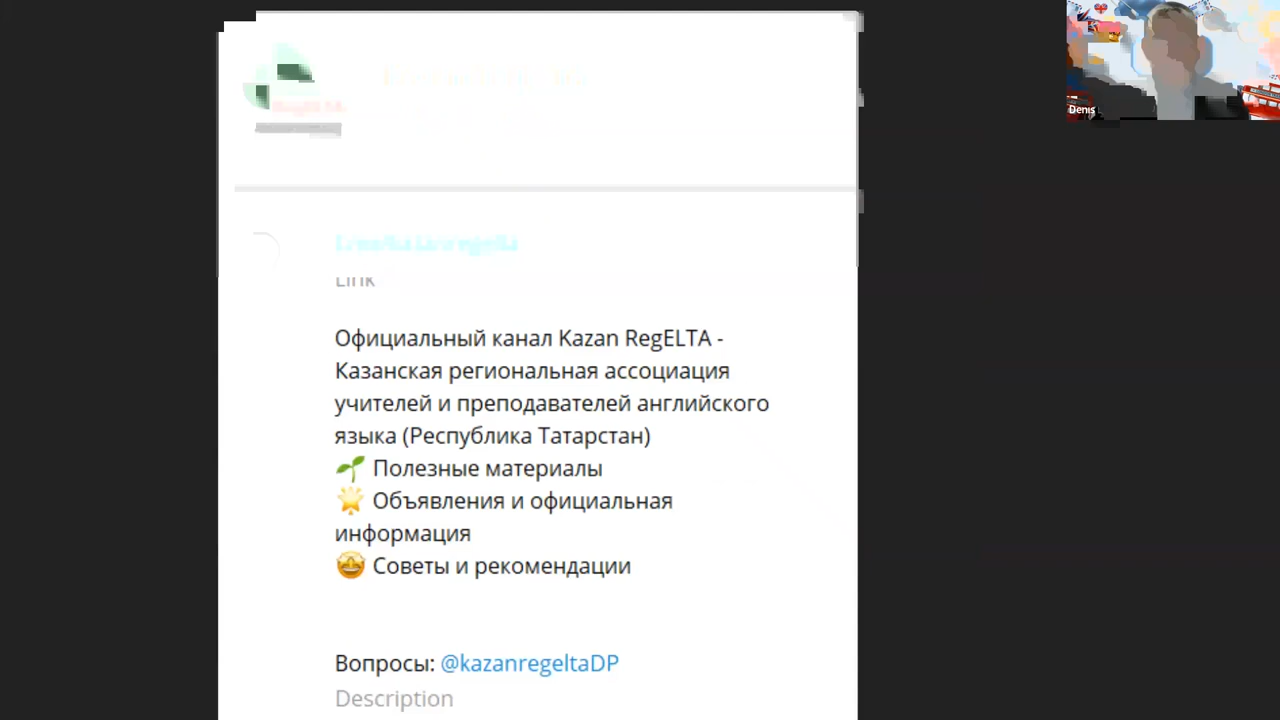 Denis
Link
Официальный канал Kazan RegELTA -
Казанская региональная ассоциация
учителей и преподавателей английского
языка (Республика Татарстан)
🌱 Полезные материалы
🌟 Объявления и официальная
информация
🤩 Советы и рекомендации
Вопросы: @kazanregeltaDP
Description